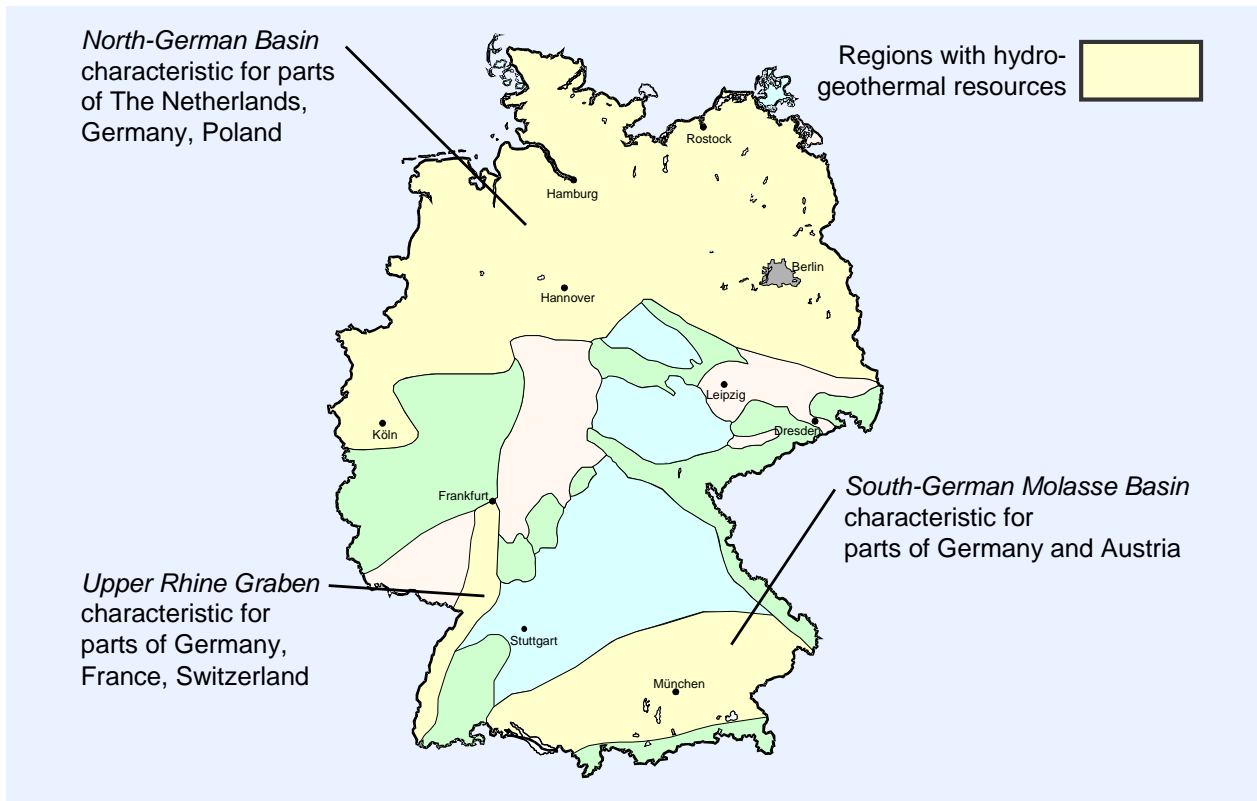 North-German Basin
characteristic for parts
of The Netherlands,
Germany, Poland
Regions with hydro-
geothermal resources
Rostock
Hamburg
Berlin
Hannover
Leipzig
Köln
Dresden
Frankfurt
South-German Molasse Basin
characteristic for
parts of Germany and Austria
Upper Rhine Graben
characteristic for
parts of Germany,
France, Switzerland
Stuttgart
München